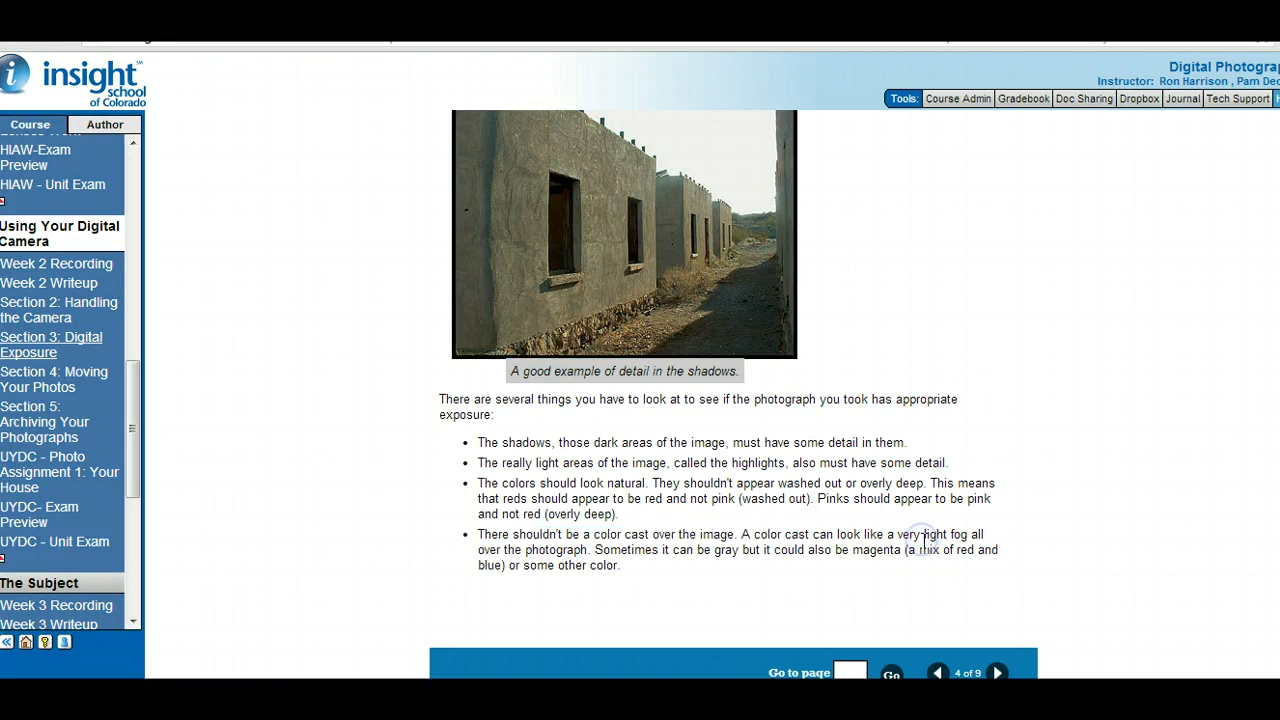 insight
school
of Colorado
Digital Photograp
Instructor: Ron Harrison , Pam Dec
Tools: Course Admin Gradebook Doc Sharing Dropbox Journal Tech Support
Course Author
HIAW-Exam
Preview
HIAW - Unit Exam
Using Your Digital
Camera
Week 2 Recording
Week 2 Writeup
Section 2: Handling
the Camera
Section 3: Digital
Exposure
Section 4: Moving
Your Photos
Section 5:
Archiving Your
Photographs
UYDC - Photo
Assignment 1: Your
House
UYDC- Exam
Preview
UYDC - Unit Exam
The Subject
Week 3 Recording
Week 3 Writeup
A good example of detail in the shadows.
There are several things you have to look at to see if the photograph you took has appropriate
exposure:
• The shadows, those dark areas of the image, must have some detail in them.
• The really light areas of the image, called the highlights, also must have some detail.
• The colors should look natural. They shouldn't appear washed out or overly deep. This means
that reds should appear to be red and not pink (washed out). Pinks should appear to be pink
and not red (overly deep).
• There shouldn't be a color cast over the image. A color cast can look like a very light fog all
over the photograph. Sometimes it can be gray but it could also be magenta (a mix of red and
blue) or some other color.
Go to page Go 4 of 9